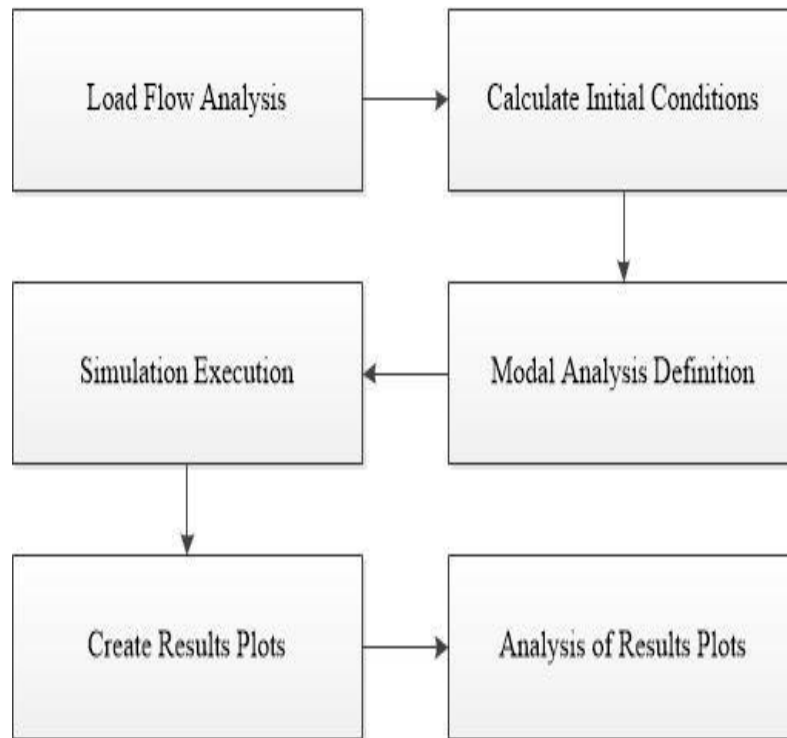 Load Flow Analysis
Calculate Initial Conditions
Modal Analysis Definition
Simulation Execution
Create Results Plots
Analysis of Results Plots